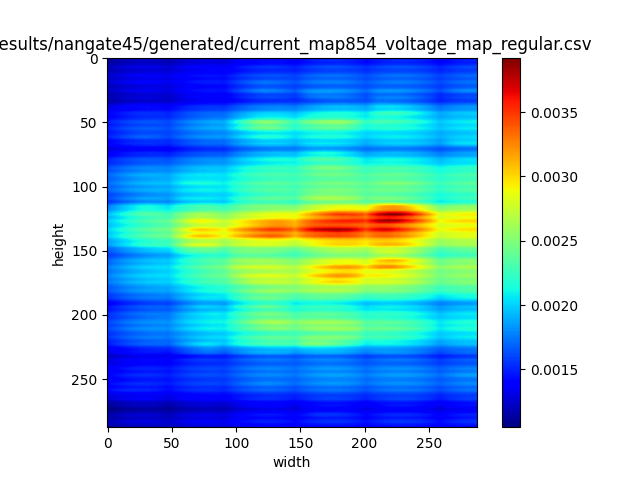 esults/nangate45/generated/current_map854_voltage_map_regular.csv
0
50
100
150
200
250
height
0 50 100 150 200 250
width
0.0035
0.0030
0.0025
0.0020
0.0015